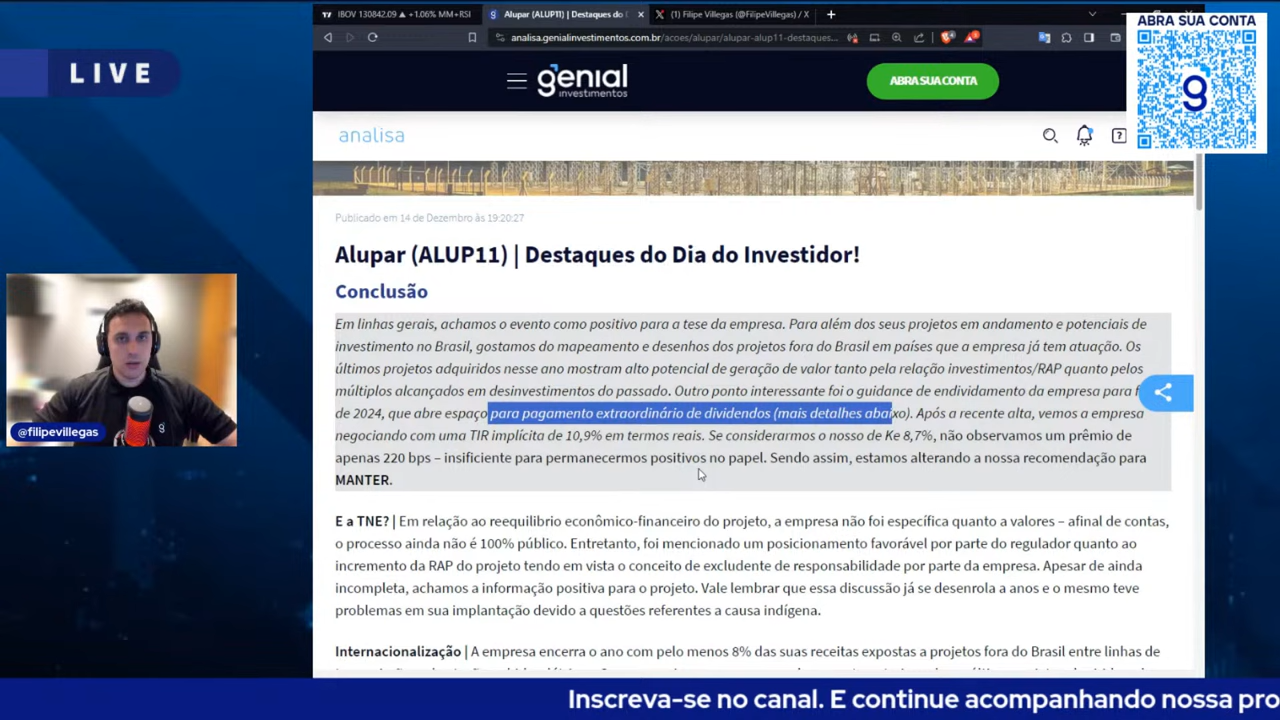 IBOV 130842.09 ▲ +1.06% MM+RSI
Alupar (ALUP11) | Destaques do
(1) Filipe Villegas (@FilipeVillegas) / X
analisa.genialinvestimentos.com.br/acoes/alupar/alupar-alup11-destaques...
ABRA SUA CONTA
LIVE
genial
investimentos
ABRA SUA CONTA
analisa
Publicado em 14 de Dezembro às 19:20:27
Alupar (ALUP11) | Destaques do Dia do Investidor!
Conclusão
Em linhas gerais, achamos o evento como positivo para a tese da empresa. Para além dos seus projetos em andamento e potenciais de
investimento no Brasil, gostamos do mapeamento e desenhos dos projetos fora do Brasil em países que a empresa já tem atuação. Os
últimos projetos adquiridos nesse ano mostram alto potencial de geração de valor tanto pela relação investimentos/RAP quanto pelos
múltiplos alcançados em desinvestimentos do passado. Outro ponto interessante foi o guidance de endividamento da empresa para
de 2024, que abre espaço para pagamento extraordinário de dividendos (mais detalhes abaixo). Após a recente alta, vemos a empresa
negociando com uma TIR implícita de 10,9% em termos reais. Se considerarmos o nosso de Ke 8,7%, não observamos um prêmio de
apenas 220 bps – insificiente para permanecermos positivos no papel. Sendo assim, estamos alterando a nossa recomendação para
MANTER.
E a TNE? | Em relação ao reequilibrio econômico-financeiro do projeto, a empresa não foi específica quanto a valores – afinal de contas,
o processo ainda não é 100% público. Entretanto, foi mencionado um posicionamento favorável por parte do regulador quanto ao
incremento da RAP do projeto tendo em vista o conceito de excludente de responsabilidade por parte da empresa. Apesar de ainda
incompleta, achamos a informação positiva para o projeto. Vale lembrar que essa discussão já se desenrola a anos e o mesmo teve
problemas em sua implantação devido a questões referentes a causa indígena.
Internacionalização | A empresa encerra o ano com pelo menos 8% das suas receitas expostas a projetos fora do Brasil entre linhas de
@filipevillegas
Inscreva-se no canal. E continue acompanhando nossa pro